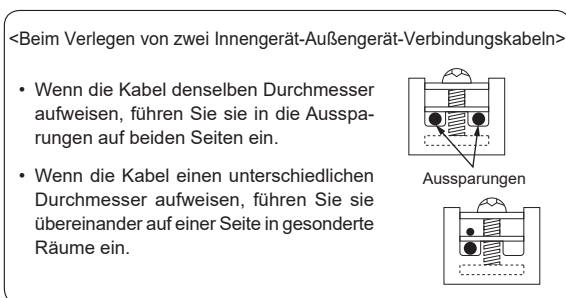 <Beim Verlegen von zwei Innengerät-Außengerät-Verbindungskabeln>
• Wenn die Kabel denselben Durchmesser
aufweisen, führen Sie sie in die Ausspa-
rungen auf beiden Seiten ein.
Aussparungen
• Wenn die Kabel einen unterschiedlichen
Durchmesser aufweisen, führen Sie sie
übereinander auf einer Seite in gesonderte
Räume ein.